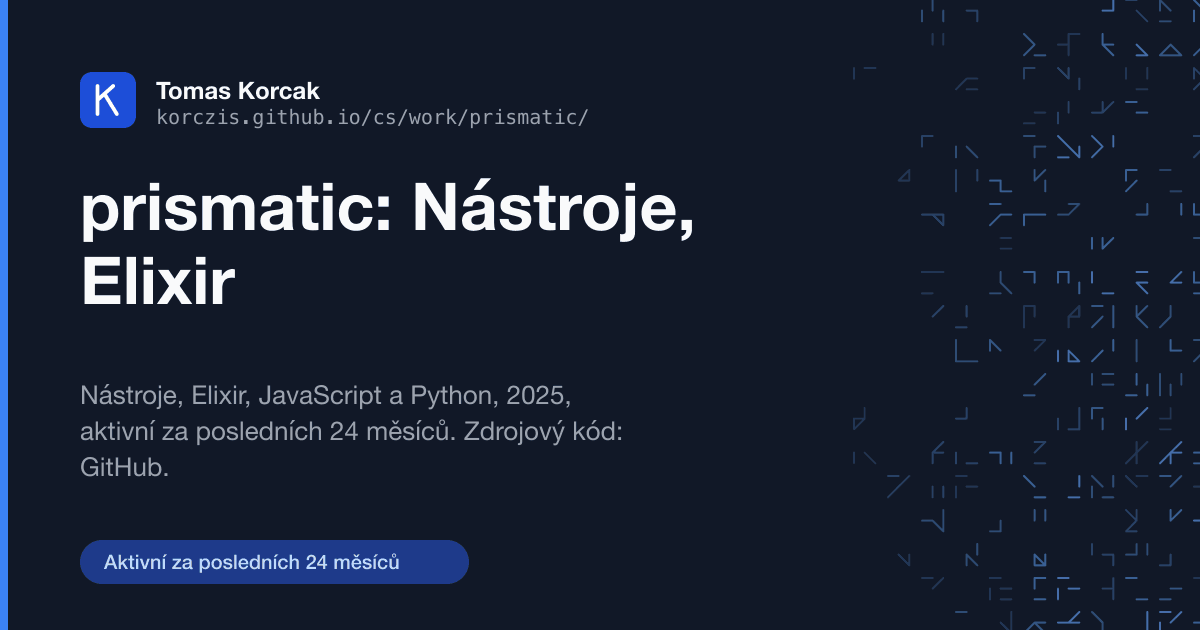 K
Tomas Korcak
korczis.github.io/cs/work/prismatic/
prismatic: Nástroje,
Elixir
Nástroje, Elixir, JavaScript a Python, 2025,
aktivní za posledních 24 měsíců. Zdrojový kód:
GitHub.
Aktivní za posledních 24 měsíců